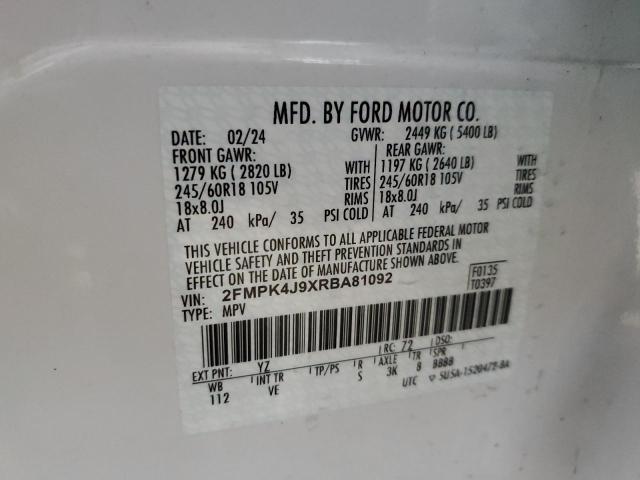 MFD. BY FORD MOTOR CO.
DATE: 02/24 GVWR: 2449 KG ( 5400 LB)
FRONT GAWR: REAR GAWR:
1279 KG ( 2820 LB) WITH 1197 KG ( 2640 LB) WITH
245/60R18 105V TIRES 245/60R18 105V TIRES
18x8.0J RIMS 18x8.0J RIMS
AT 240 kPa/ 35 PSI COLD AT 240 kPa/ 35 PSI COLD
THIS VEHICLE CONFORMS TO ALL APPLICABLE FEDERAL MOTOR
VEHICLE SAFETY AND THEFT PREVENTION STANDARDS IN
EFFECT ON THE DATE OF MANUFACTURE SHOWN ABOVE.
VIN: 2FMPK4J9XRBA81092 F0135
TYPE: MPV T0397
EXT PNT: YZ RC: 72 DSO:
WB INT TR TP/PS R AXLE TR SPR
112 VE S 3K 8 BBBB
UTC SU5A-1520472-BA